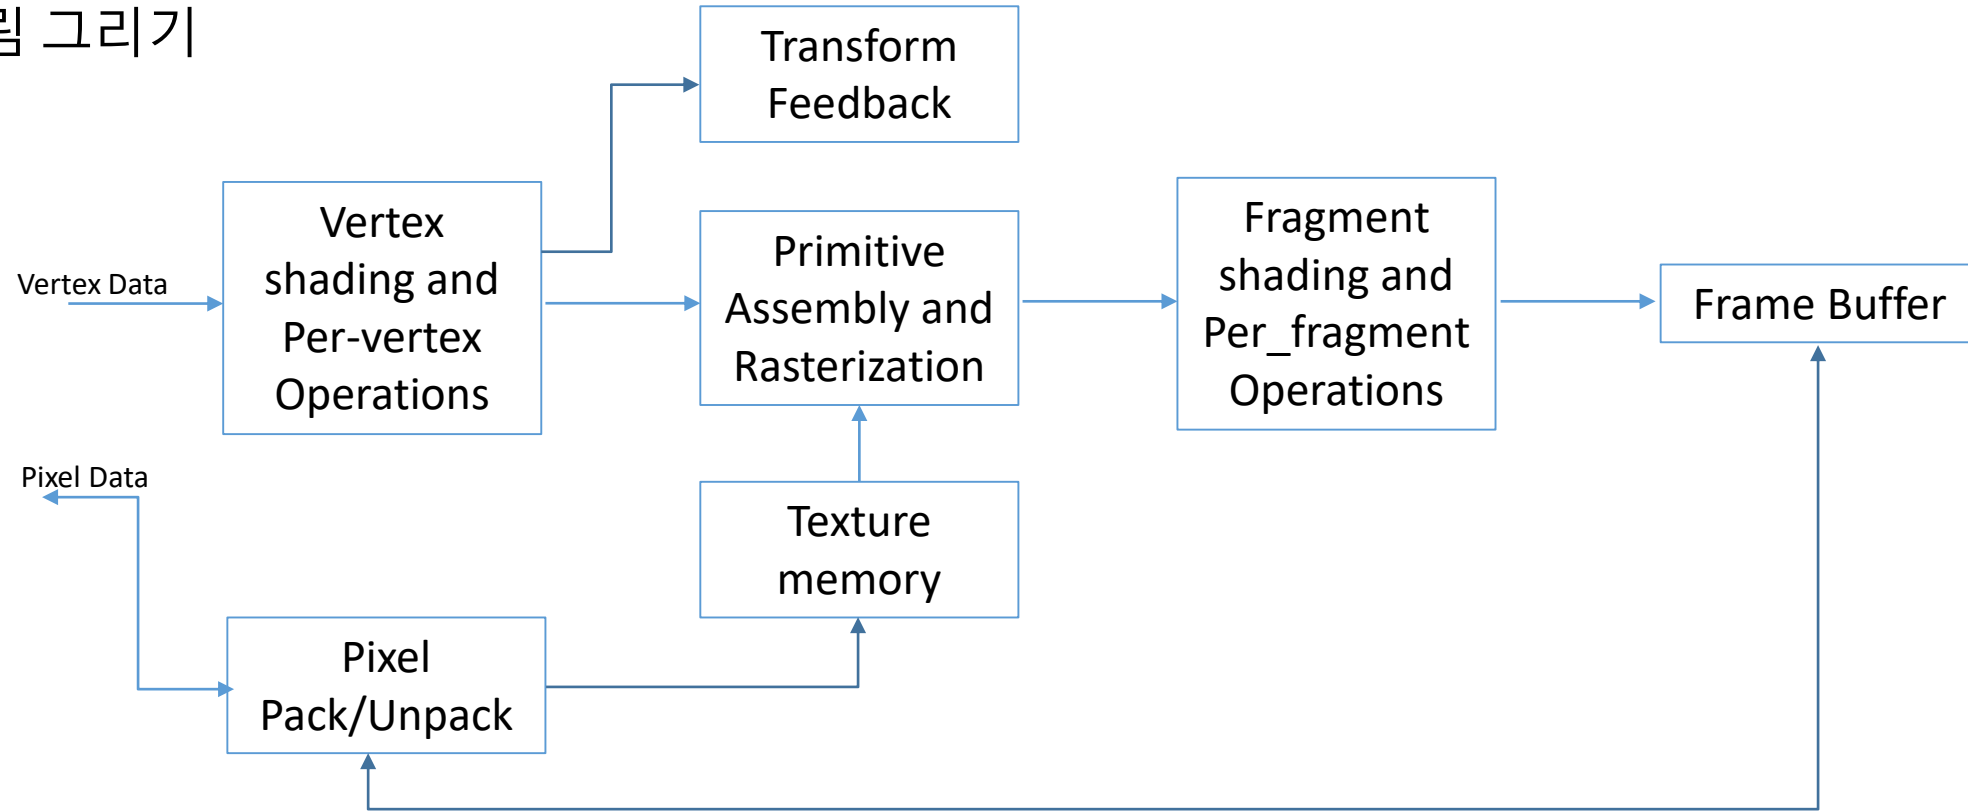 그리기
Transform
Feedback
Vertex
shading and
Per-vertex
Operations
Vertex Data
Primitive
Assembly and
Rasterization
Fragment
shading and
Per_fragment
Operations
Frame Buffer
Pixel Data
Texture
memory
Pixel
Pack/Unpack